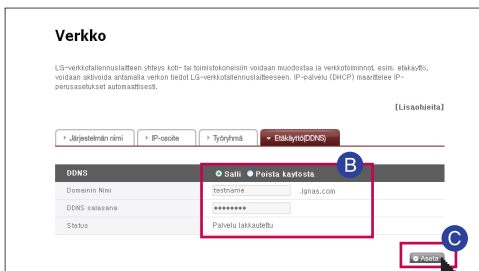 Verkko
LG-verkkotallennuslaitteen yhteys koti- tai toimistokoneisiin voidaan muodostaa ja verkkotoiminnot, esim. etäkäyttö,
voidaan aktivoida antamalla verkon tiedot LG-verkkotallennuslaitteeseen. IP-palvelu (DHCP) määrittelee IP-
perusasetukset automaattisesti.
[Lisaohjeita]
Järjestelmän nimi IP-osoite Työryhmä Etäkäyttö(DDNS)
B
DDNS Salli Poista kaytosta
Domainin Nimi testname .lgnas.com
DDNS salasana ••••••••
Status Palvelu lakkautettu
C
Aseta